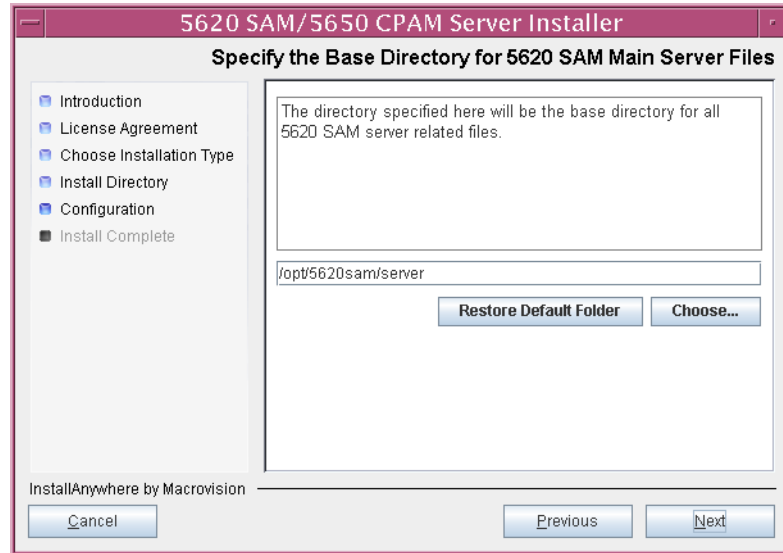 5620 SAM/5650 CPAM Server Installer
Specify the Base Directory for 5620 SAM Main Server Files
Introduction
License Agreement
Choose Installation Type
Install Directory
Configuration
Install Complete
The directory specified here will be the base directory for all
5620 SAM server related files.
/opt/5620sam/server
Restore Default Folder
Choose...
InstallAnywhere by Macrovision
Cancel
Previous
Next